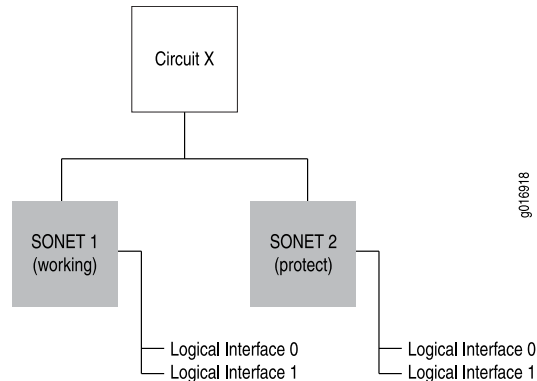 Circuit X
SONET 1
(working)
SONET 2
(protect)
Logical Interface 0
Logical Interface 1
Logical Interface 0
Logical Interface 1
g016918